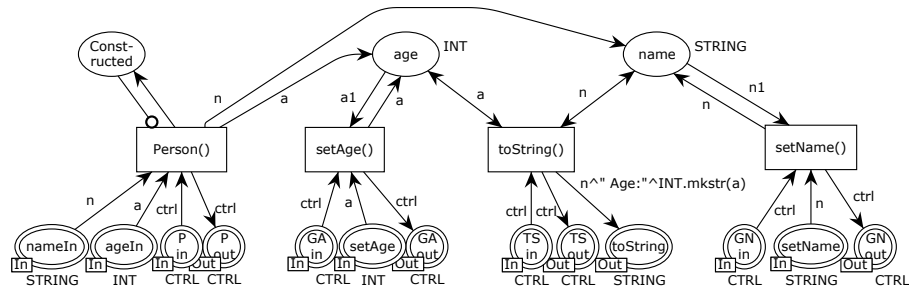 Const-
ructed
age
INT
name
STRING
n
a
a1
a
a
n
n
n1
Person()
setAge()
toString()
setName()
n^" Age:"^INT.mkstr(a)
n
a
ctrl
ctrl
ctrl
a
ctrl
ctrl
ctrl
ctrl
n
ctrl
nameIn
In
STRING
ageIn
In
INT
P
in
In
CTRL
P
out
Out
CTRL
GA
in
In
CTRL
setAge
In
INT
GA
out
Out
CTRL
TS
in
In
CTRL
TS
out
Out
CTRL
toString
Out
STRING
GN
in
In
CTRL
setName
In
STRING
GN
out
Out
CTRL